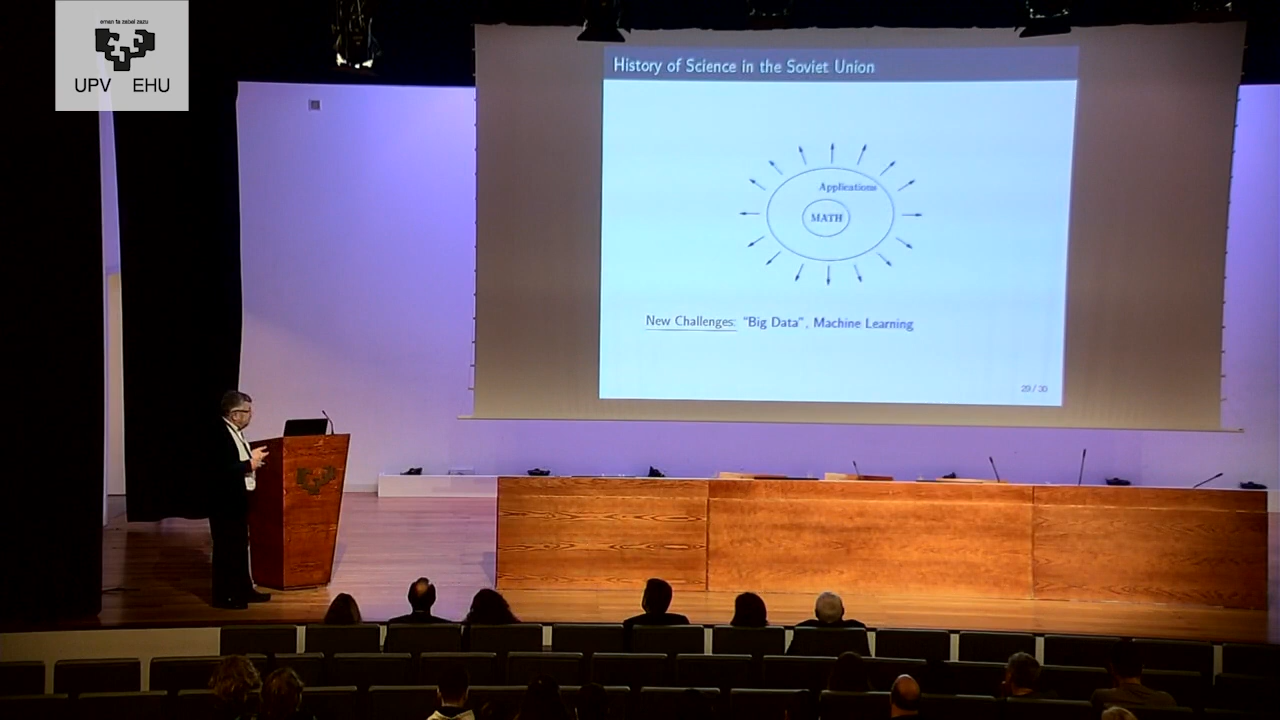 eman ta zabal zazu
UPV EHU
History of Science in the Soviet Union
Applications
MATH
New Challenges: "Big Data", Machine Learning
29 / 30